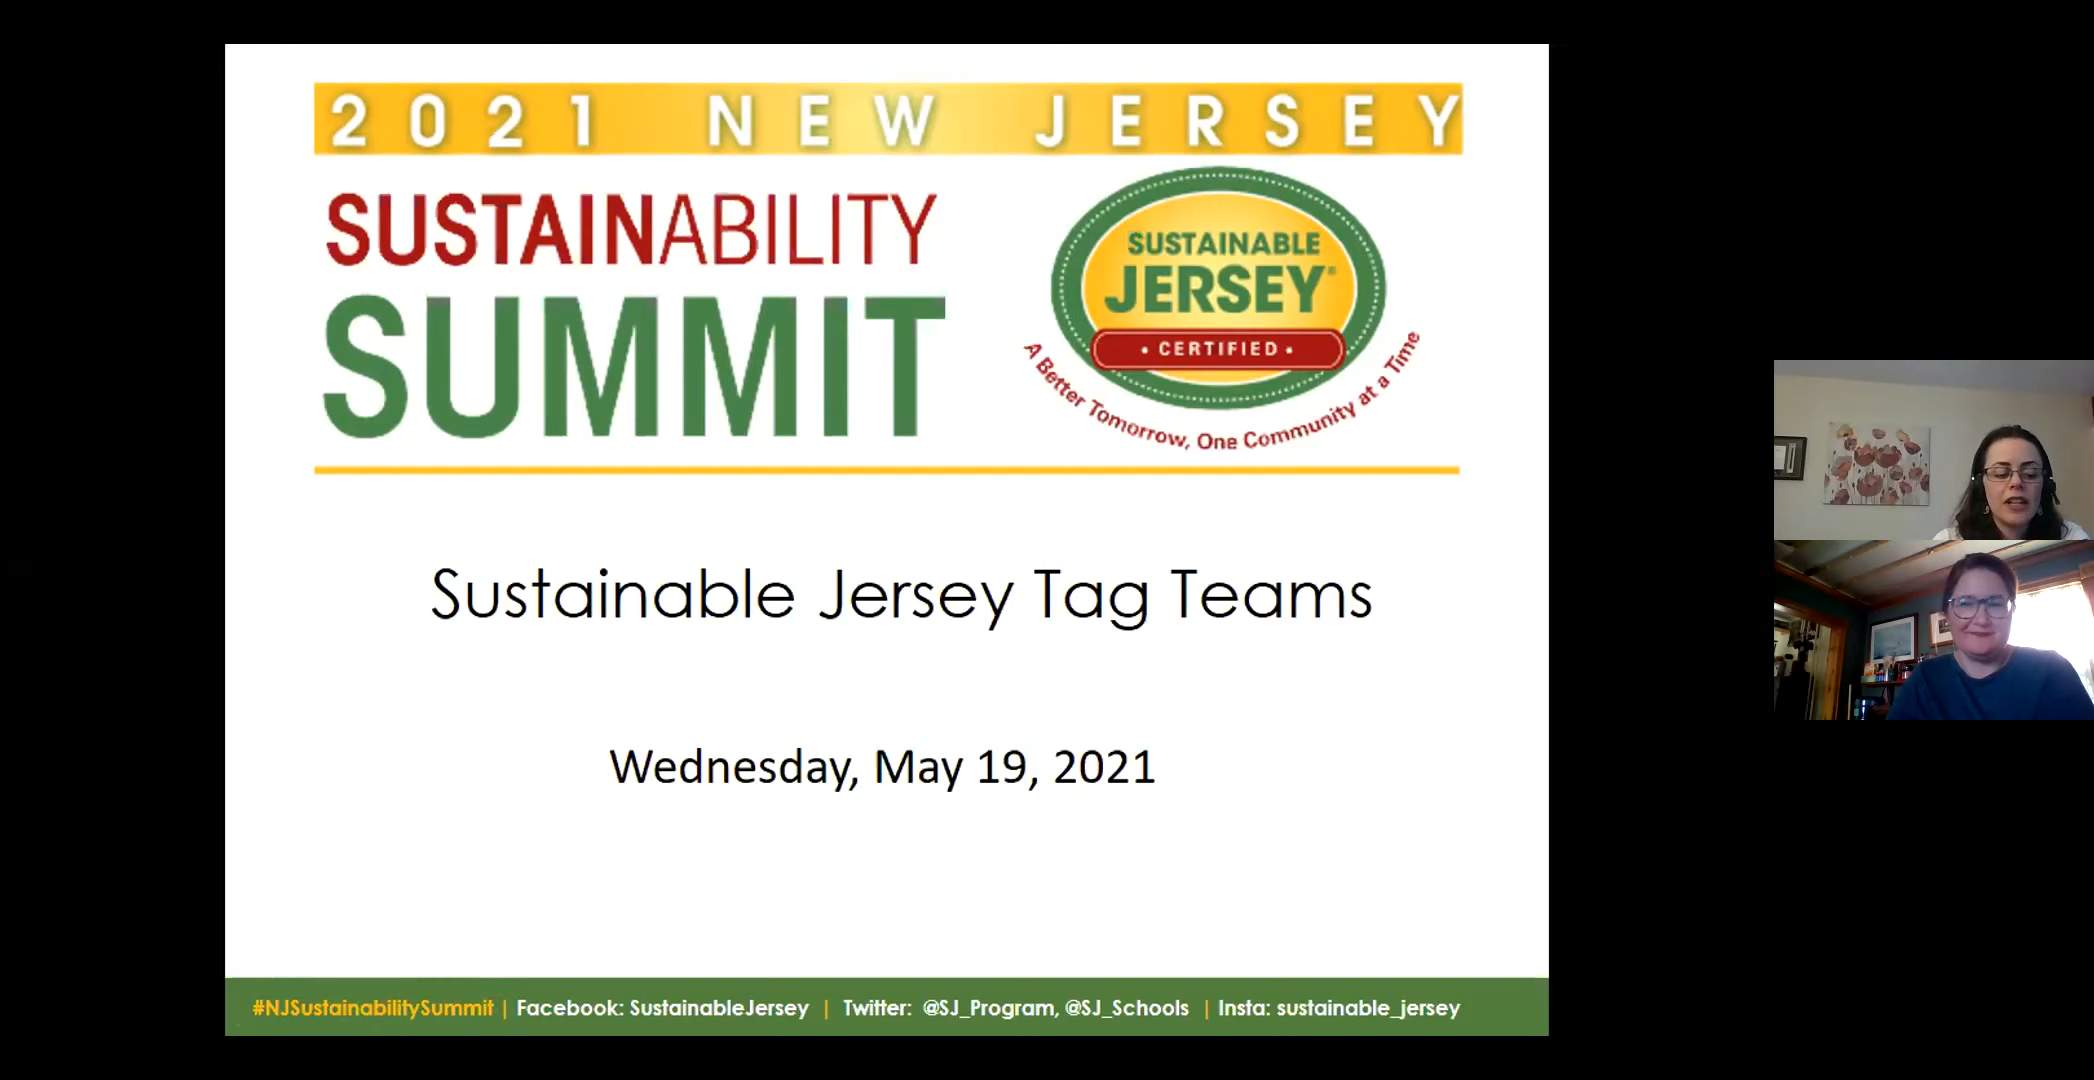 2021 NEW JERSEY
SUSTAINABILITY
SUMMIT
SUSTAINABLE
JERSEY®
• CERTIFIED •
A Better Tomorrow, One Community at a Time
Sustainable Jersey Tag Teams
Wednesday, May 19, 2021
#NJSustainabilitySummit | Facebook: SustainableJersey | Twitter: @SJ_Program, @SJ_Schools | Insta: sustainable_jersey